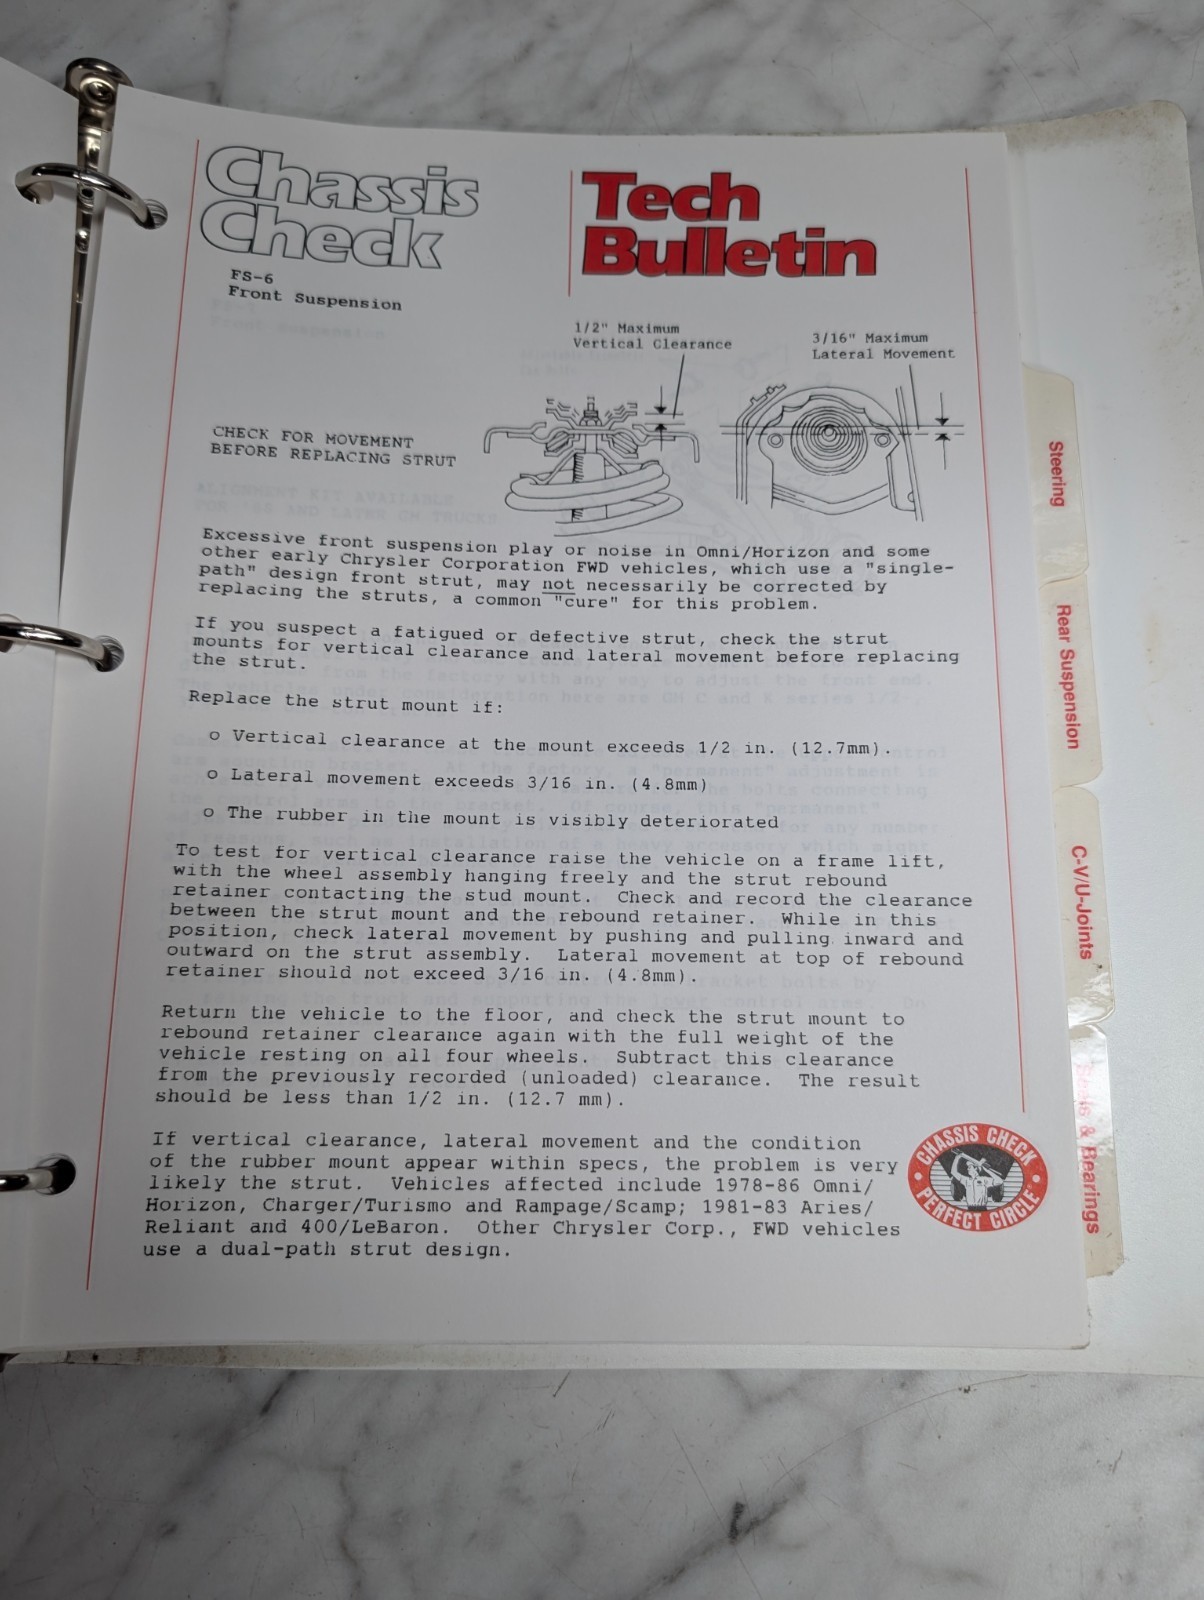 Chassis
Check
Tech
Bulletin
FS-6
Front Suspension
1/2" Maximum
Vertical Clearance
3/16" Maximum
Lateral Movement
CHECK FOR MOVEMENT
BEFORE REPLACING STRUT
Excessive front suspension play or noise in Omni/Horizon and some
other early Chrysler Corporation FWD vehicles, which use a "single-
path" design front strut, may not necessarily be corrected by
replacing the struts, a common "cure" for this problem.
If you suspect a fatigued or defective strut, check the strut
mounts for vertical clearance and lateral movement before replacing
the strut.
Replace the strut mount if:
o Vertical clearance at the mount exceeds 1/2 in. (12.7mm).
o Lateral movement exceeds 3/16 in. (4.8mm)
o The rubber in the mount is visibly deteriorated
To test for vertical clearance raise the vehicle on a frame lift,
with the wheel assembly hanging freely and the strut rebound
retainer contacting the stud mount. Check and record the clearance
between the strut mount and the rebound retainer. While in this
position, check lateral movement by pushing and pulling inward and
outward on the strut assembly. Lateral movement at top of rebound
retainer should not exceed 3/16 in. (4.8mm).
Return the vehicle to the floor, and check the strut mount to
rebound retainer clearance again with the full weight of the
vehicle resting on all four wheels. Subtract this clearance
from the previously recorded (unloaded) clearance. The result
should be less than 1/2 in. (12.7 mm).
If vertical clearance, lateral movement and the condition
of the rubber mount appear within specs, the problem is very
likely the strut. Vehicles affected include 1978-86 Omni/
Horizon, Charger/Turismo and Rampage/Scamp; 1981-83 Aries/
Reliant and 400/LeBaron. Other Chrysler Corp., FWD vehicles
use a dual-path strut design.
CHASSIS CHECK
PERFECT CIRCLE
Steering
Rear Suspension
C-V/U-Joints
Seals & Bearings